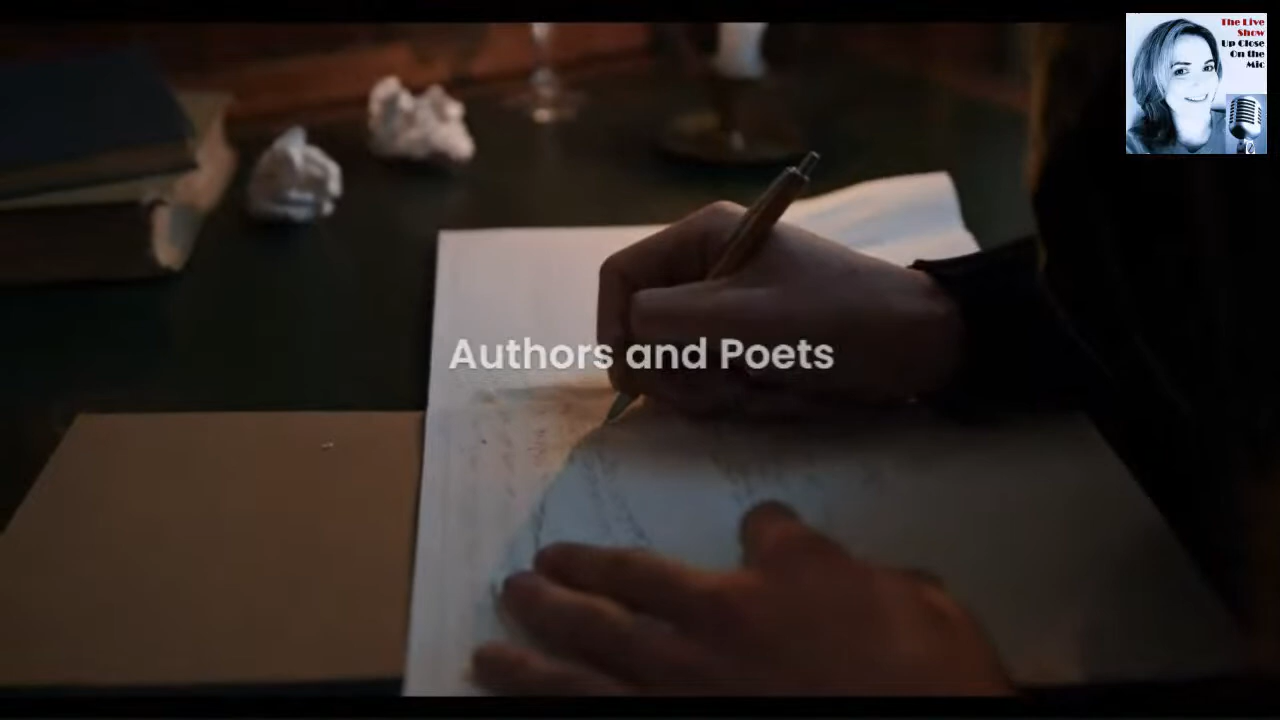 The Live
Show
Up Close
On the
Mic
Authors and Poets